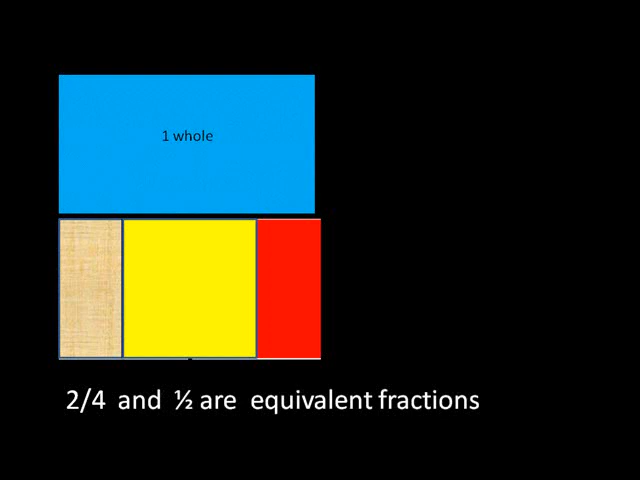 1 whole
2/4 and ½ are equivalent fractions